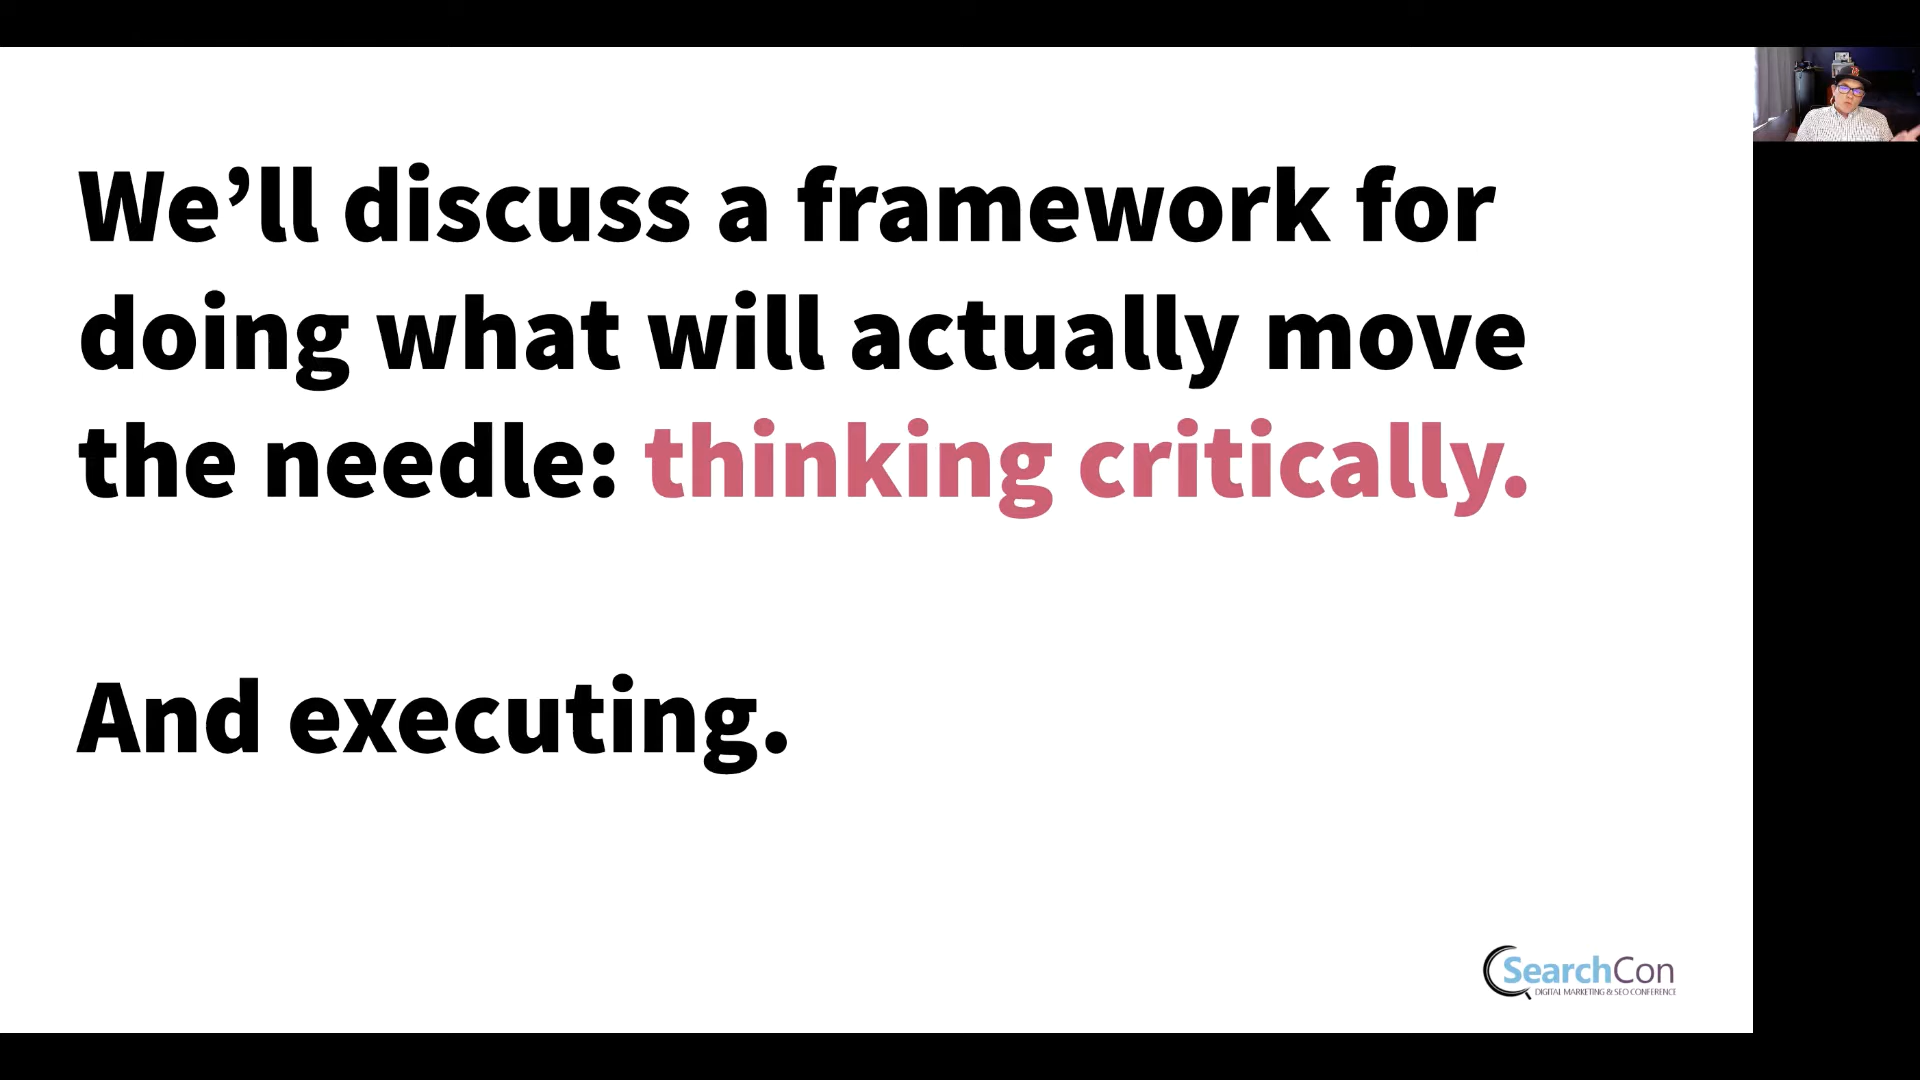 We’ll discuss a framework for
doing what will actually move
the needle: thinking critically.
And executing.
SearchCon
DIGITAL MARKETING & SEO CONFERENCE